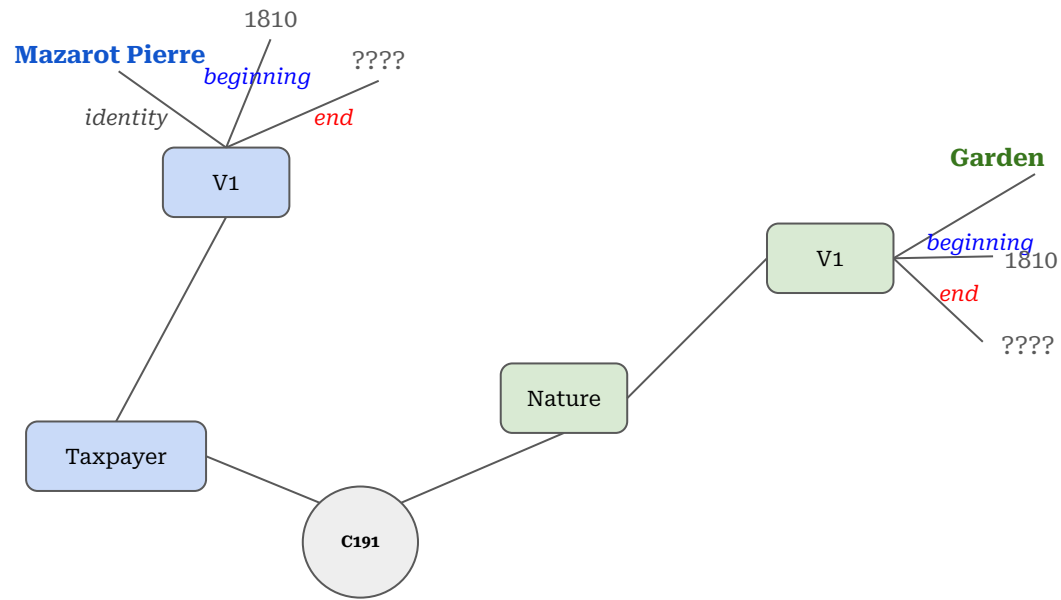 1810
Mazarot Pierre
????
beginning
identity
end
V1
Garden
beginning
V1
1810
end
????
Nature
Taxpayer
C191